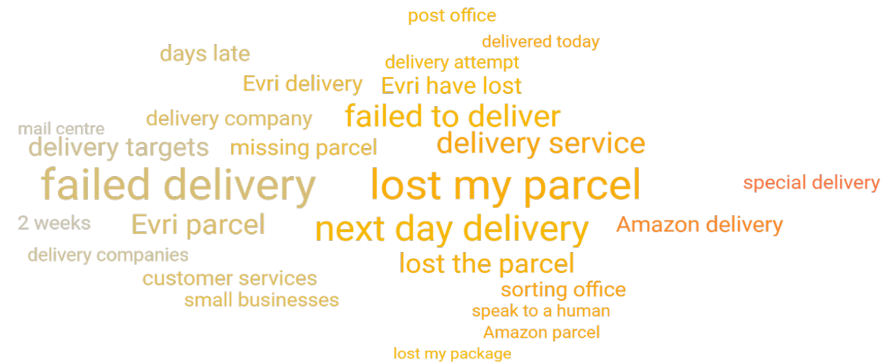 post office
delivered today
days late
delivery attempt
Evri delivery
Evri have lost
failed to deliver
delivery company
mail centre
delivery service
delivery targets
missing parcel
failed delivery
lost my parcel
special delivery
2 weeks
Evri parcel
next day delivery
Amazon delivery
delivery companies
lost the parcel
customer services
sorting office
small businesses
speak to a human
Amazon parcel
lost my package